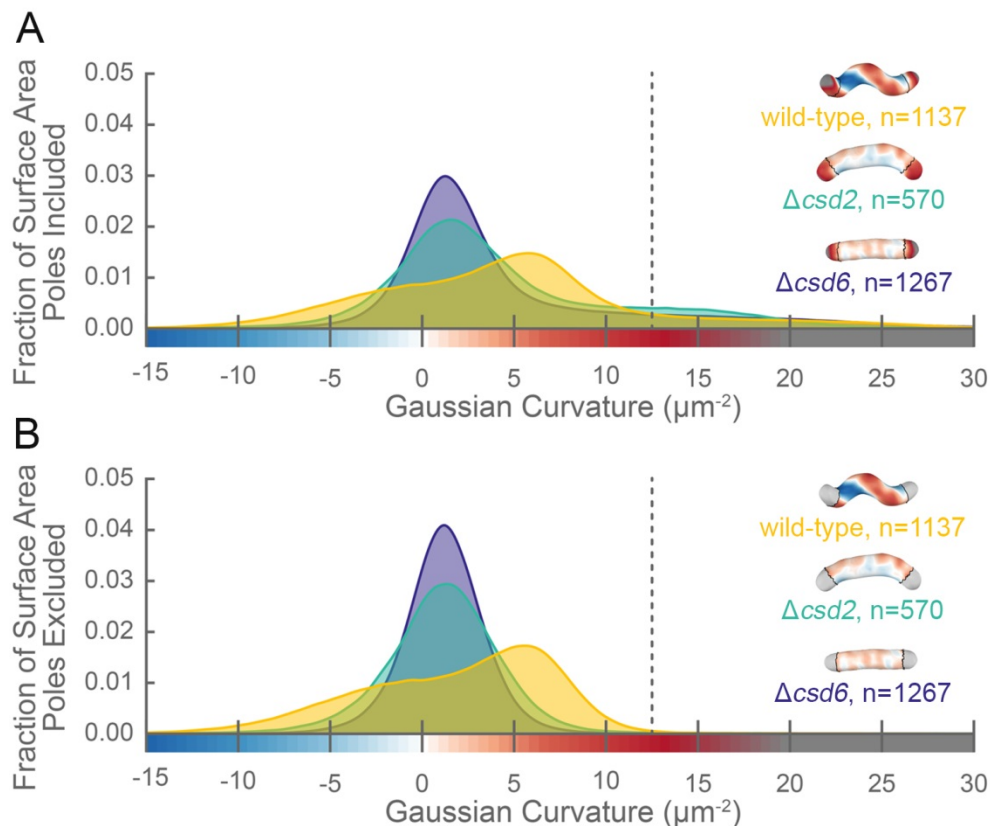 A
Fraction of Surface Area
Poles Included
0.05
0.04
0.03
0.02
0.01
0.00
-15
-10
-5
0
5
10
15
20
25
30
Gaussian Curvature (µm-2)
wild-type, n=1137
Δcsd2, n=570
Δcsd6, n=1267
B
Fraction of Surface Area
Poles Excluded
0.05
0.04
0.03
0.02
0.01
0.00
-15
-10
-5
0
5
10
15
20
25
30
Gaussian Curvature (µm-2)
wild-type, n=1137
Δcsd2, n=570
Δcsd6, n=1267